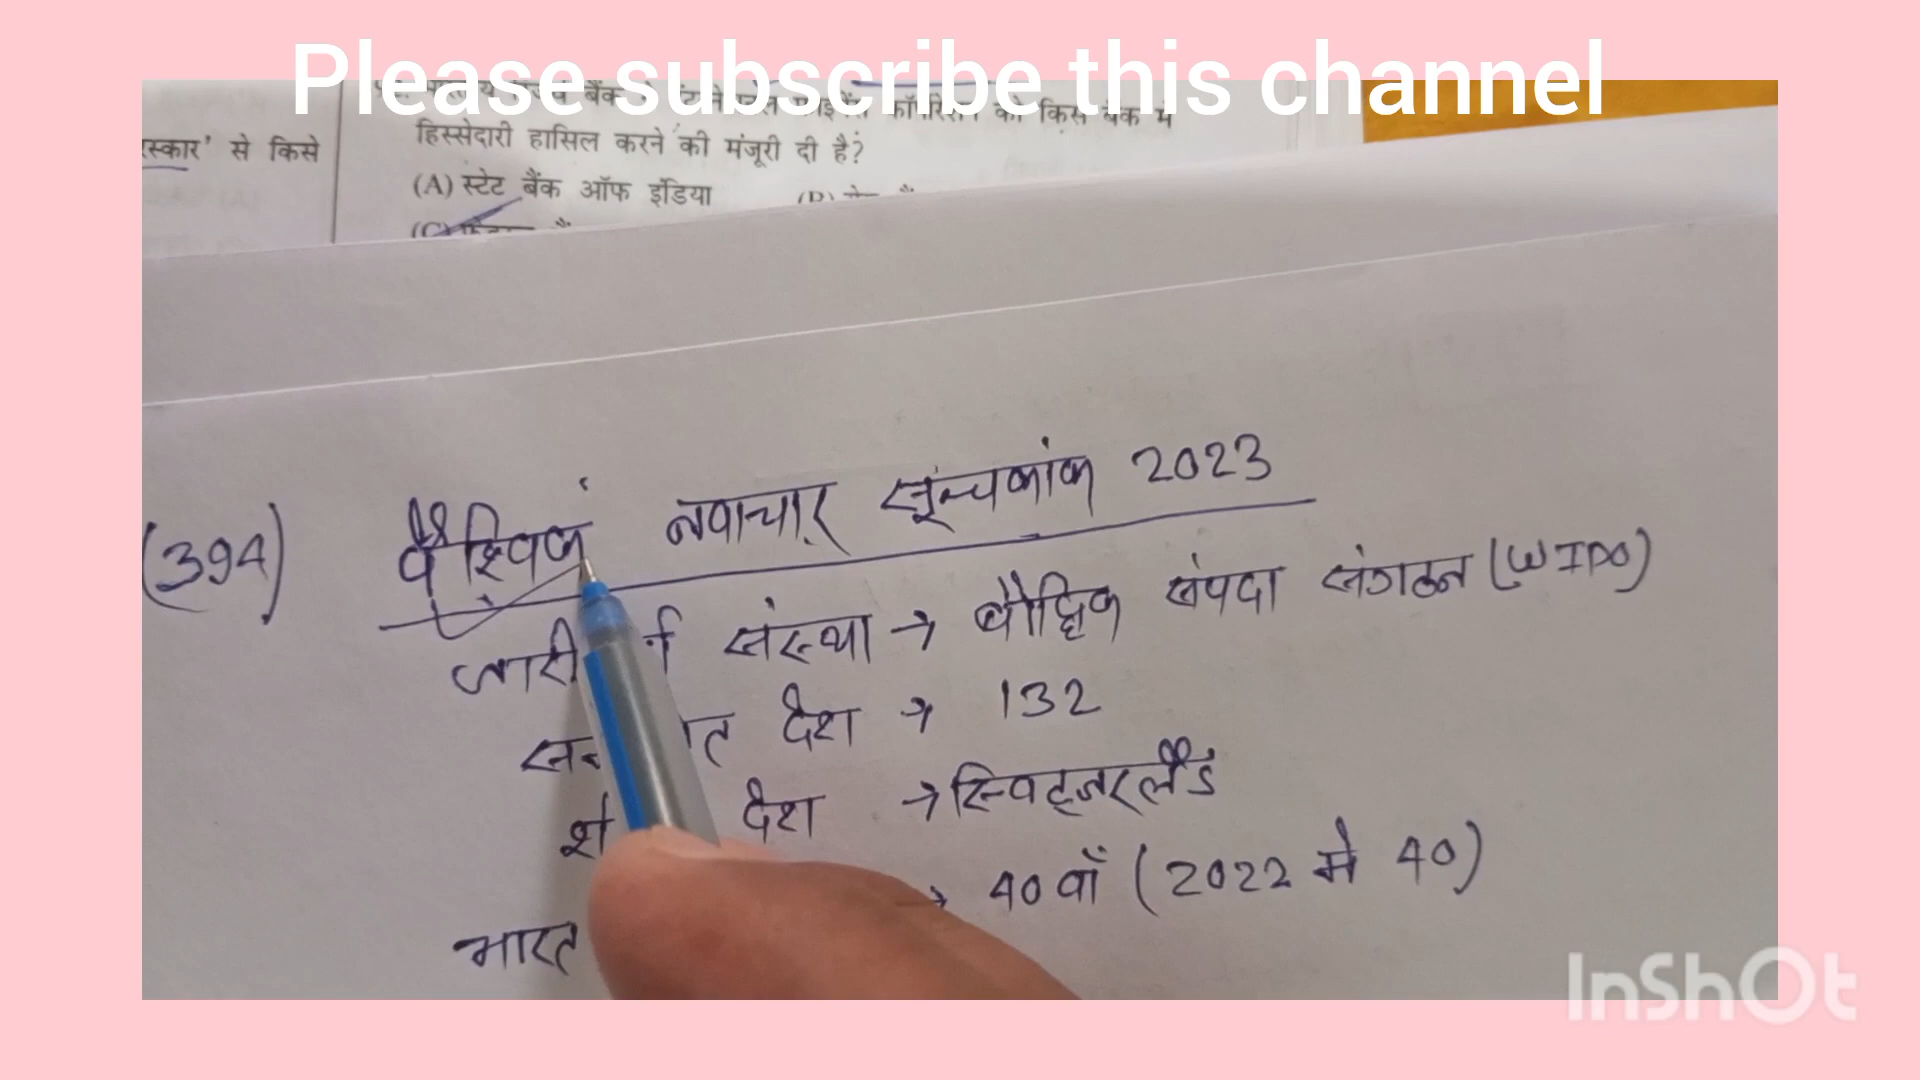 Please subscribe this channel
रस्कार' से किसे
बैंक को किस बैंक में
हिस्सेदारी हासिल करने की मंजूरी दी है?
(A) स्टेट बैंक ऑफ इंडिया
(394) वैश्विक नवाचार सूचकांक 2023
जारी संस्था → बौद्धिक संपदा संगठन (WIPO)
देश → 132
देश → स्विट्जरलैंड
भारत → 40 वाँ (2022 मे 40)
InShOt